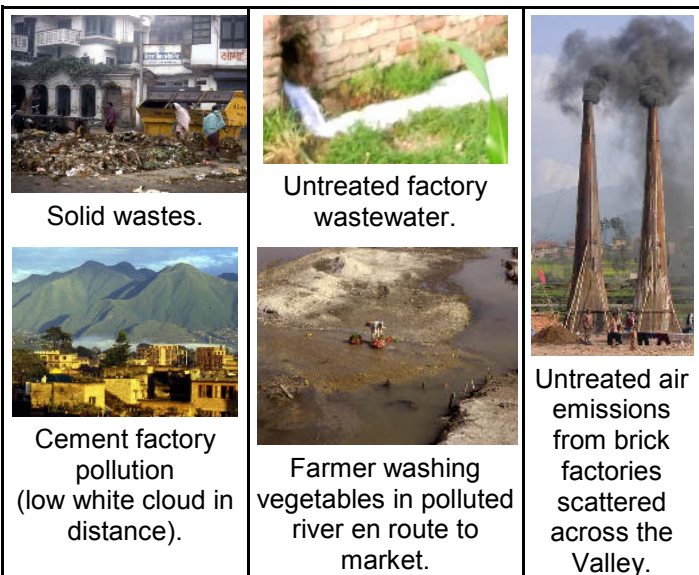 Solid wastes.
Cement factory
pollution
(low white cloud in
distance).
Untreated factory
wastewater.
Farmer washing
vegetables in polluted
river en route to
market.
Untreated air
emissions
from brick
factories
scattered
across the
Valley.